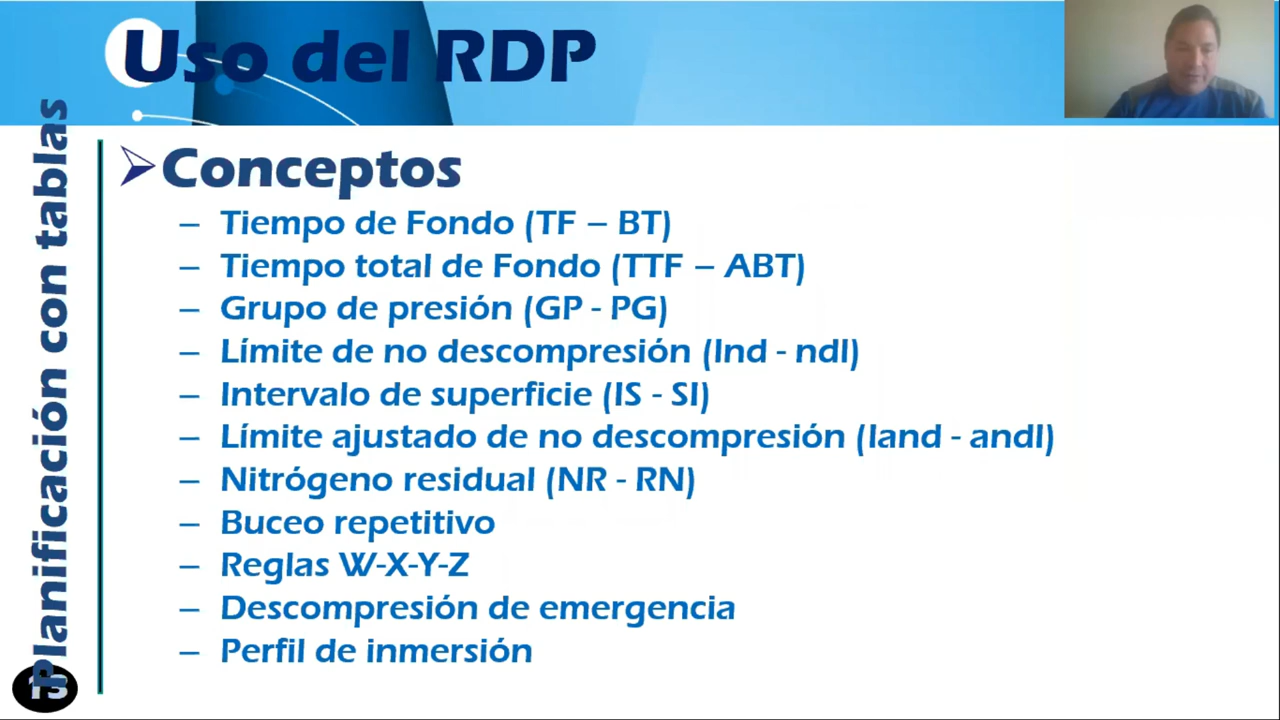 Uso del RDP
Planificación con tablas
Conceptos
– Tiempo de Fondo (TF – BT)
– Tiempo total de Fondo (TTF – ABT)
– Grupo de presión (GP - PG)
– Límite de no descompresión (lnd - ndl)
– Intervalo de superficie (IS - SI)
– Límite ajustado de no descompresión (land - andl)
– Nitrógeno residual (NR - RN)
– Buceo repetitivo
– Reglas W-X-Y-Z
– Descompresión de emergencia
– Perfil de inmersión